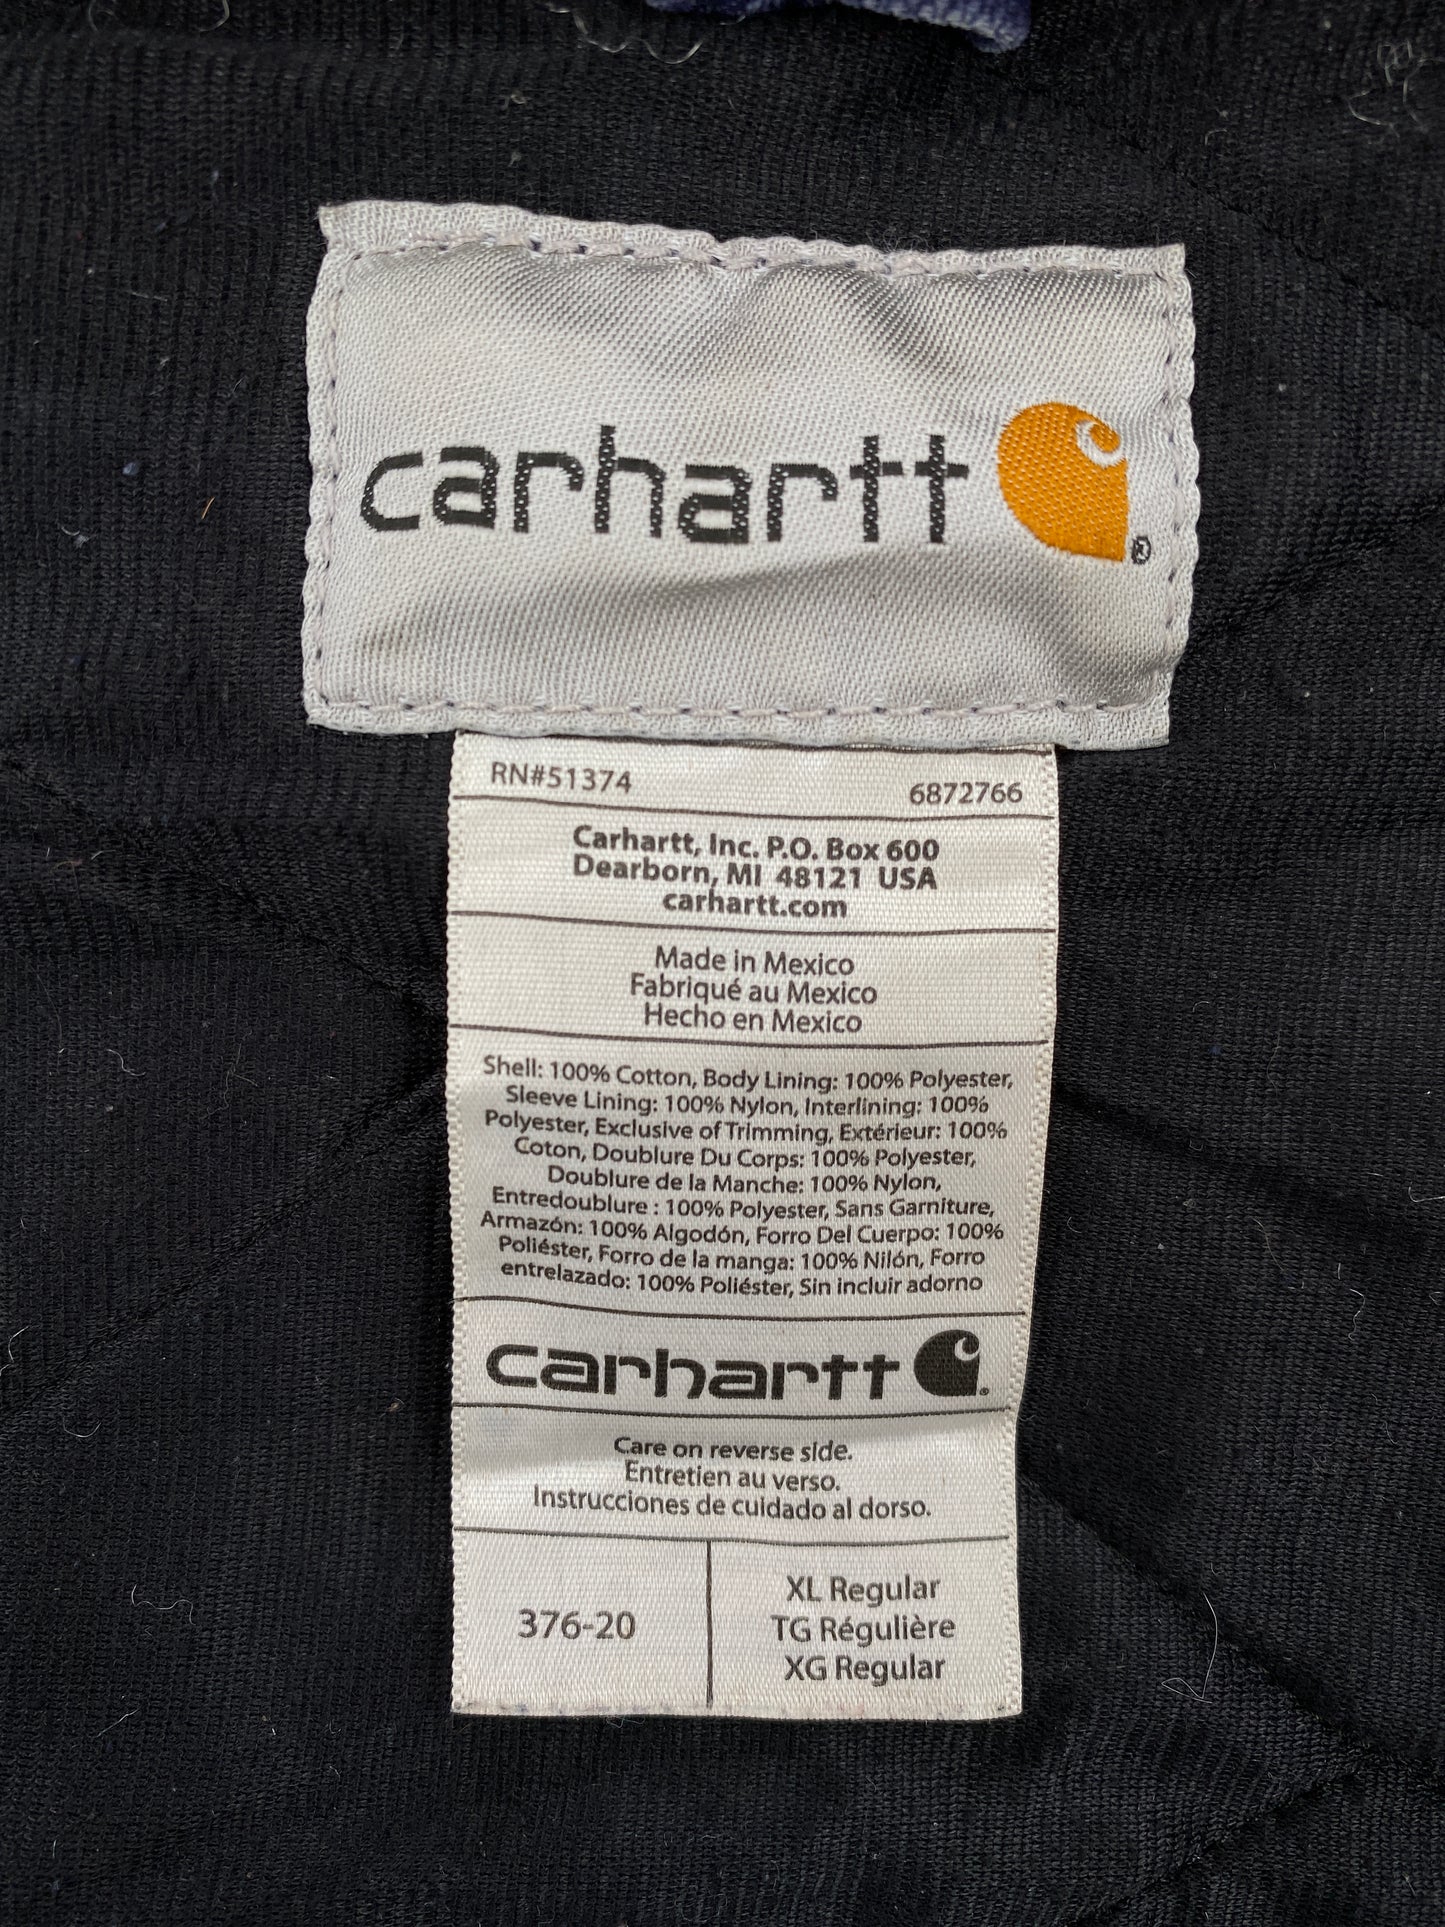 carhartt
®
RN#51374 6872766
Carhartt, Inc. P.O. Box 600
Dearborn, MI 48121 USA
carhartt.com
Made in Mexico
Fabriqué au Mexico
Hecho en Mexico
Shell: 100% Cotton, Body Lining: 100% Polyester,
Sleeve Lining: 100% Nylon, Interlining: 100%
Polyester, Exclusive of Trimming, Extérieur: 100%
Coton, Doublure Du Corps: 100% Polyester,
Doublure de la Manche: 100% Nylon,
Entredoublure : 100% Polyester, Sans Garniture,
Armazón: 100% Algodón, Forro Del Cuerpo: 100%
Poliéster, Forro de la manga: 100% Nilón, Forro
entrelazado: 100% Poliéster, Sin incluir adorno
carhartt
Care on reverse side.
Entretien au verso.
Instrucciones de cuidado al dorso.
376-20
XL Regular
TG Régulière
XG Regular